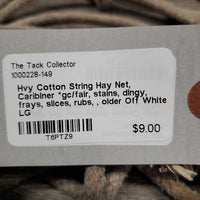 The Tack Collector
1000228-149
Hvy Cotton String Hay Net,
Caribiner *gc/fair, stains, dingy,
frays, slices, rubs, , older Off White
LG
T6PTZ9
$9.00